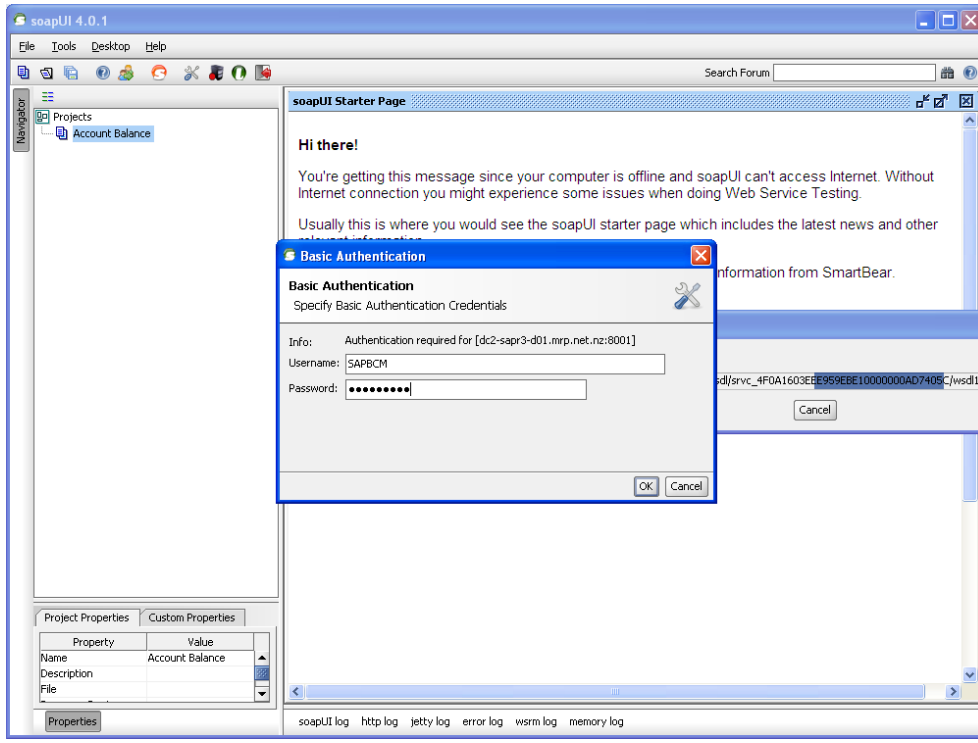 soapUI 4.0.1
File Tools Desktop Help
Search Forum
Navigator
Projects
Account Balance
soapUI Starter Page
Hi there!
You're getting this message since your computer is offline and soapUI can't access Internet. Without
Internet connection you might experience some issues when doing Web Service Testing.
Usually this is where you would see the soapUI starter page which includes the latest news and other
nformation from SmartBear.
Basic Authentication
Basic Authentication
Specify Basic Authentication Credentials
Info: Authentication required for [dc2-sapr3-d01.mrp.net.nz:8001]
Username: SAPBCM
Password: ●●●●●●●●●
OK Cancel
sdl/srvc_4F0A1603EEE959EBE10000000AD7405C/wsdl1
Cancel
Project Properties Custom Properties
Property Value
Name Account Balance
Description
File
Properties
soapUI log http log jetty log error log wsrm log memory log